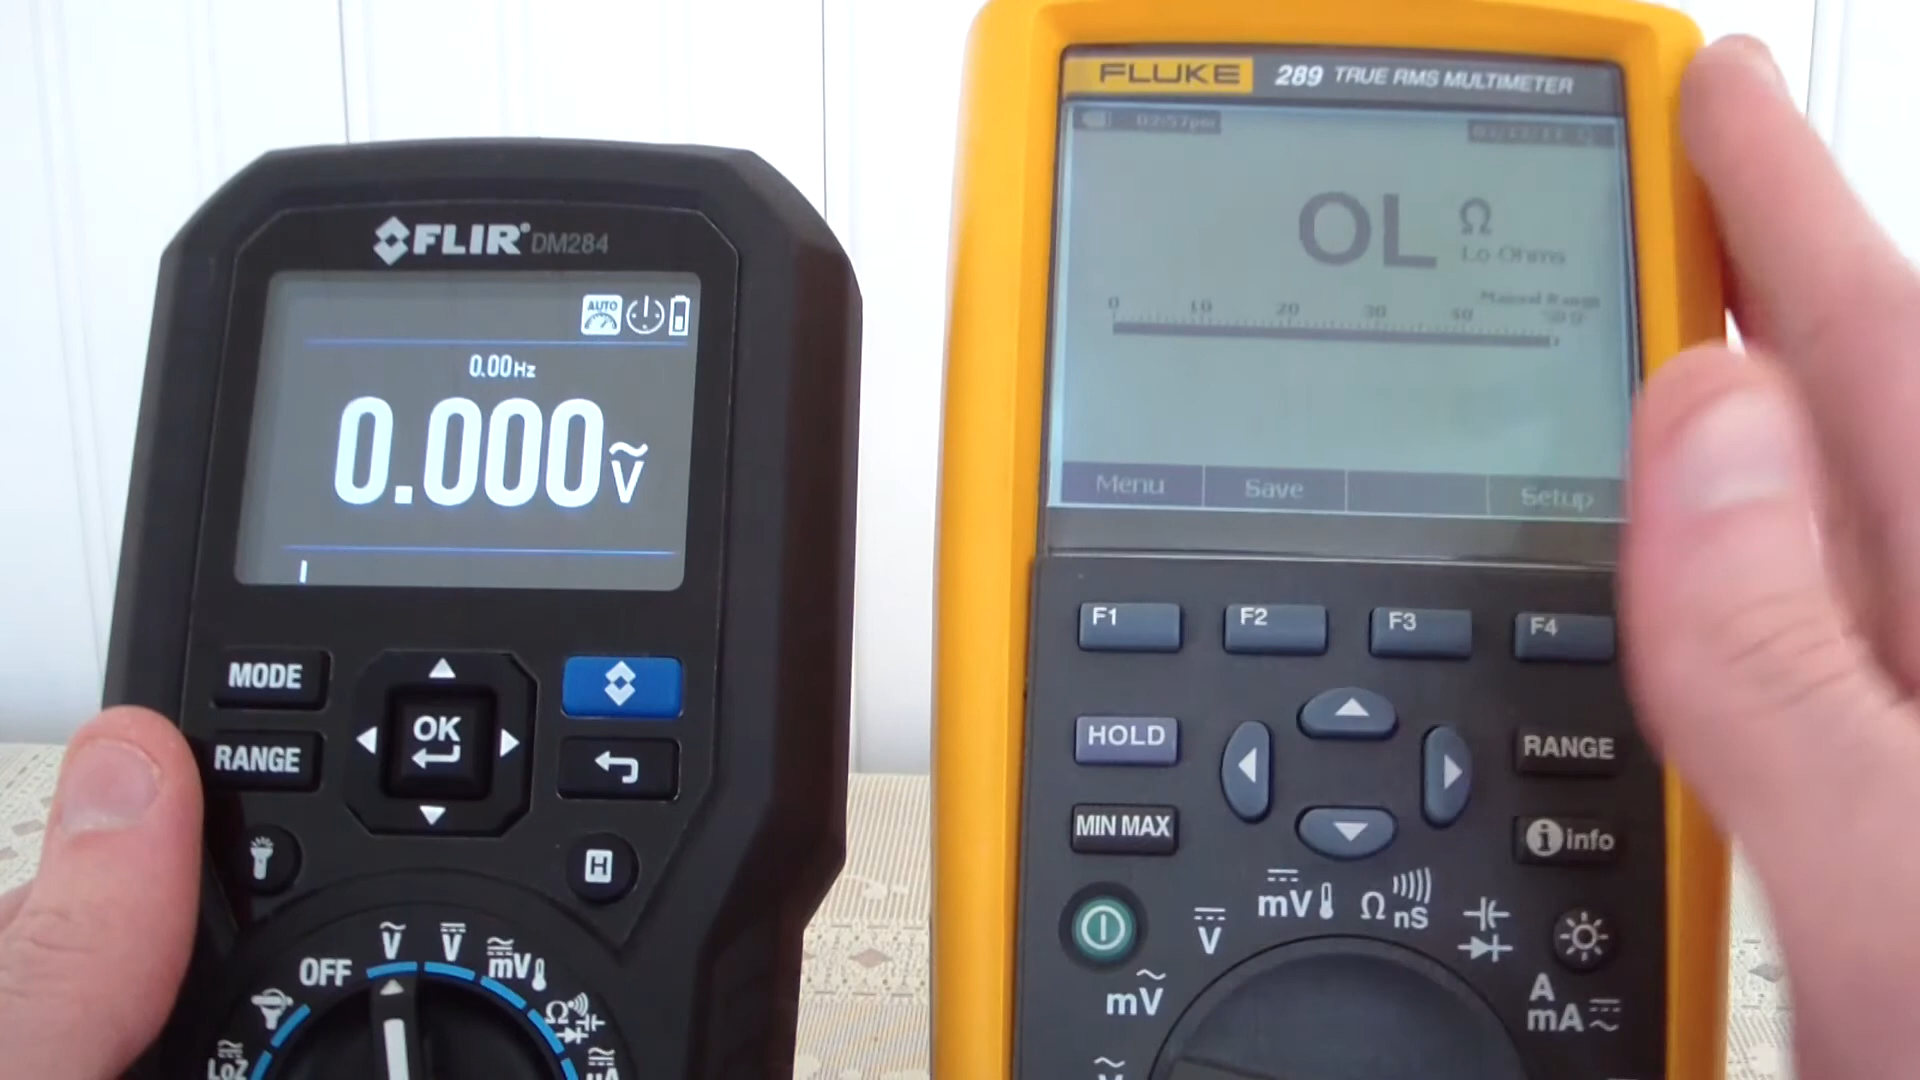 FLIR® DM284
AUTO
0.00Hz
0.000 V
MODE
RANGE
OK
H
OFF
V
V
mV
Ω
LoZ
µA
FLUKE 289 TRUE RMS MULTIMETER
02:57pm
OL Ω
Lo Ohms
Manual Range
0 10 20 30 40 50 Ω
Menu Save Setup
F1 F2 F3 F4
HOLD
RANGE
MIN MAX
i info
mV
Ω
nS
V
mV
A
mA
V